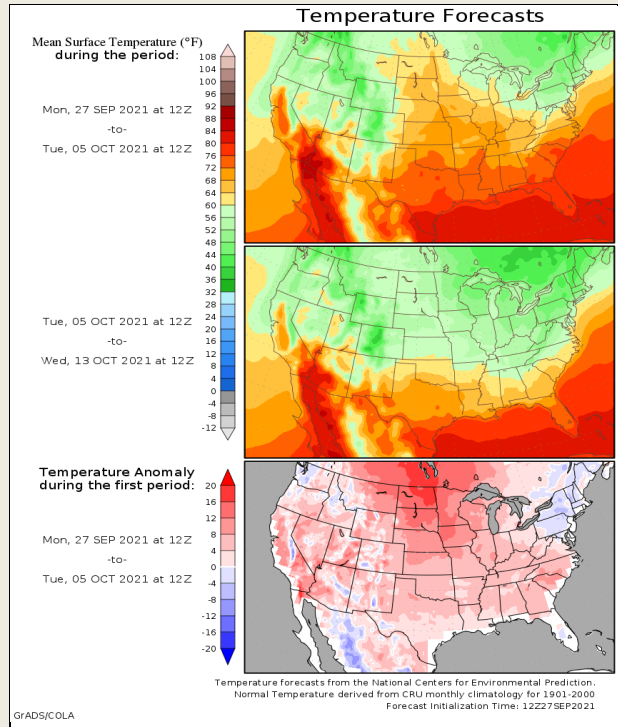 Temperature Forecasts
Mean Surface Temperature (°F)
during the period:
Mon, 27 SEP 2021 at 12Z
-to-
Tue, 05 OCT 2021 at 12Z
108
104
100
96
92
88
84
80
76
72
68
64
60
56
52
48
44
40
36
32
28
24
20
16
12
8
4
0
-4
-8
-12
Tue, 05 OCT 2021 at 12Z
-to-
Wed, 13 OCT 2021 at 12Z
Temperature Anomaly
during the first period:
Mon, 27 SEP 2021 at 12Z
-to-
Tue, 05 OCT 2021 at 12Z
20
16
12
8
4
0
-4
-8
-12
-16
-20
Temperature forecasts from the National Centers for Environmental Prediction.
Normal Temperature derived from CRU monthly climatology for 1901-2000
Forecast Initialization Time: 12Z27SEP2021
GrADS/COLA